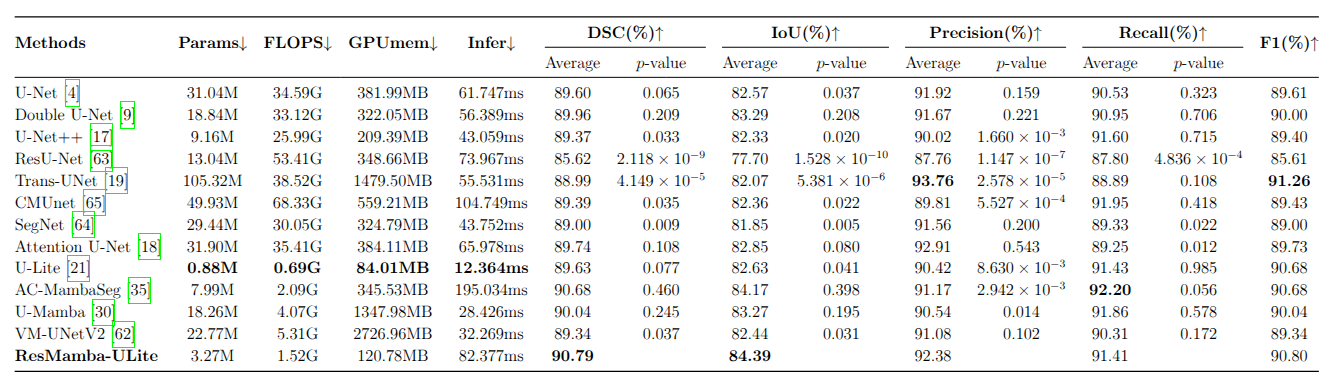 Methods Params↓ FLOPS↓ GPUmem↓ Infer↓ DSC(%)↑ IoU(%)↑ Precision(%)↑ Recall(%)↑ F1(%)↑
Average p-value Average p-value Average p-value Average p-value
U-Net [4] 31.04M 34.59G 381.99MB 61.747ms 89.60 0.065 82.57 0.037 91.92 0.159 90.53 0.323 89.61
Double U-Net [9] 18.84M 33.12G 322.05MB 56.389ms 89.96 0.209 83.29 0.208 91.67 0.221 90.95 0.706 90.00
U-Net++ [17] 9.16M 25.99G 209.39MB 43.059ms 89.37 0.033 82.33 0.020 90.02 1.660 × 10⁻³ 91.60 0.715 89.40
ResU-Net [63] 13.04M 53.41G 348.66MB 73.967ms 85.62 2.118 × 10⁻⁹ 77.70 1.528 × 10⁻¹⁰ 87.76 1.147 × 10⁻⁷ 87.80 4.836 × 10⁻⁴ 85.61
Trans-UNet [19] 105.32M 38.52G 1479.50MB 55.531ms 88.99 4.149 × 10⁻⁵ 82.07 5.381 × 10⁻⁶ 93.76 2.578 × 10⁻⁵ 88.89 0.108 91.26
CMUnet [65] 49.93M 68.33G 559.21MB 104.749ms 89.39 0.035 82.36 0.022 89.81 5.527 × 10⁻⁴ 91.95 0.418 89.43
SegNet [64] 29.44M 30.05G 324.79MB 43.752ms 89.00 0.009 81.85 0.005 91.56 0.200 89.33 0.022 89.00
Attention U-Net [18] 31.90M 35.41G 384.11MB 65.978ms 89.74 0.108 82.85 0.080 92.91 0.543 89.25 0.012 89.73
U-Lite [21] 0.88M 0.69G 84.01MB 12.364ms 89.63 0.077 82.63 0.041 90.42 8.630 × 10⁻³ 91.43 0.985 90.68
AC-MambaSeg [35] 7.99M 2.09G 345.53MB 195.034ms 90.68 0.460 84.17 0.398 91.17 2.942 × 10⁻³ 92.20 0.056 90.68
U-Mamba [30] 18.26M 4.07G 1347.98MB 28.426ms 90.04 0.245 83.27 0.195 90.54 0.014 91.86 0.578 90.04
VM-UNetV2 [62] 22.77M 5.31G 2726.96MB 32.269ms 89.34 0.037 82.44 0.031 91.08 0.102 90.31 0.172 89.34
ResMamba-ULite 3.27M 1.52G 120.78MB 82.377ms 90.79 84.39 92.38 91.41 90.80